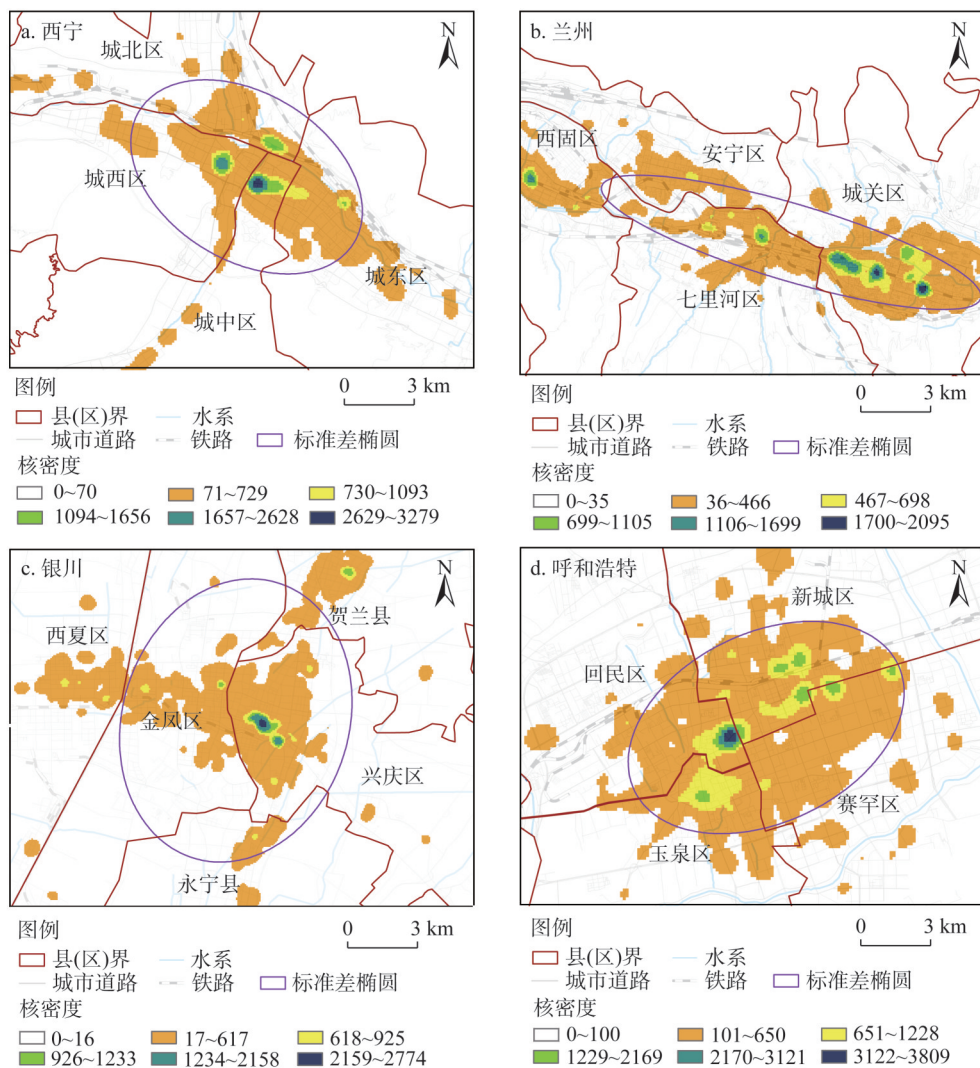 a. 西宁
N
城北区
城西区
城东区
城中区
图例
0 3 km
县(区)界 水系
城市道路 铁路 标准差椭圆
核密度
0~70 71~729 730~1093
1094~1656 1657~2628 2629~3279
b. 兰州
N
西固区
安宁区
城关区
七里河区
图例
0 3 km
县(区)界 水系
城市道路 铁路 标准差椭圆
核密度
0~35 36~466 467~698
699~1105 1106~1699 1700~2095
c. 银川
N
贺兰县
西夏区
金凤区
兴庆区
永宁县
图例
0 3 km
县(区)界 水系
城市道路 铁路 标准差椭圆
核密度
0~16 17~617 618~925
926~1233 1234~2158 2159~2774
d. 呼和浩特
N
新城区
回民区
赛罕区
玉泉区
图例
0 3 km
县(区)界 水系
城市道路 铁路 标准差椭圆
核密度
0~100 101~650 651~1228
1229~2169 2170~3121 3122~3809